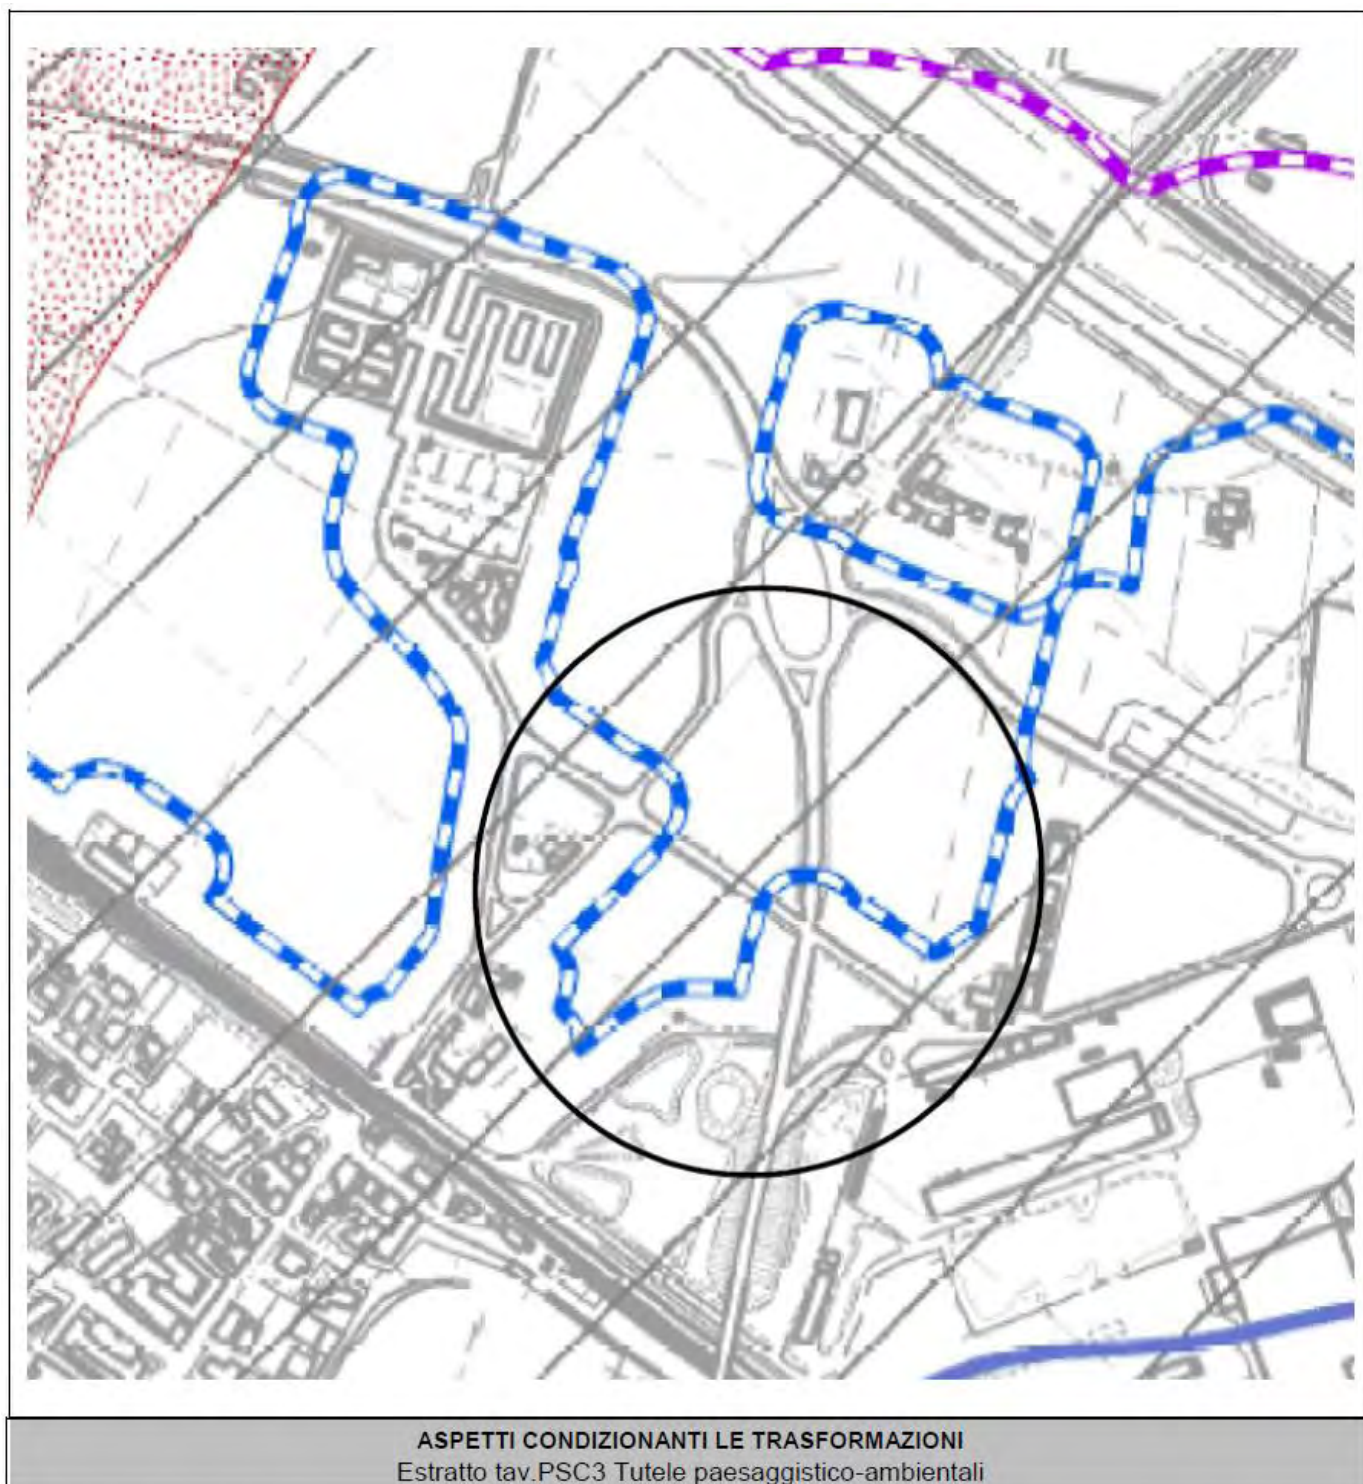 ASPETTI CONDIZIONANTI LE TRASFORMAZIONI
Estratto tav.PSC3 Tutele paesaggistico-ambientali